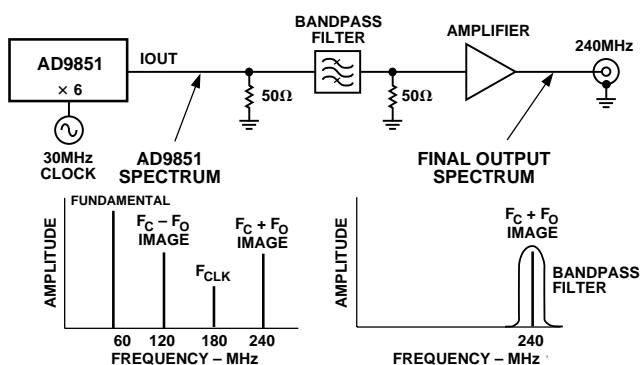 AD9851
× 6
IOUT
30MHz
CLOCK
50Ω
BANDPASS
FILTER
50Ω
AMPLIFIER
240MHz
AD9851
SPECTRUM
FINAL OUTPUT
SPECTRUM
AMPLITUDE
FUNDAMENTAL
FC – FO
IMAGE
FCLK
FC + FO
IMAGE
60 120 180 240
FREQUENCY – MHz
AMPLITUDE
FC + FO
IMAGE
BANDPASS
FILTER
240
FREQUENCY – MHz